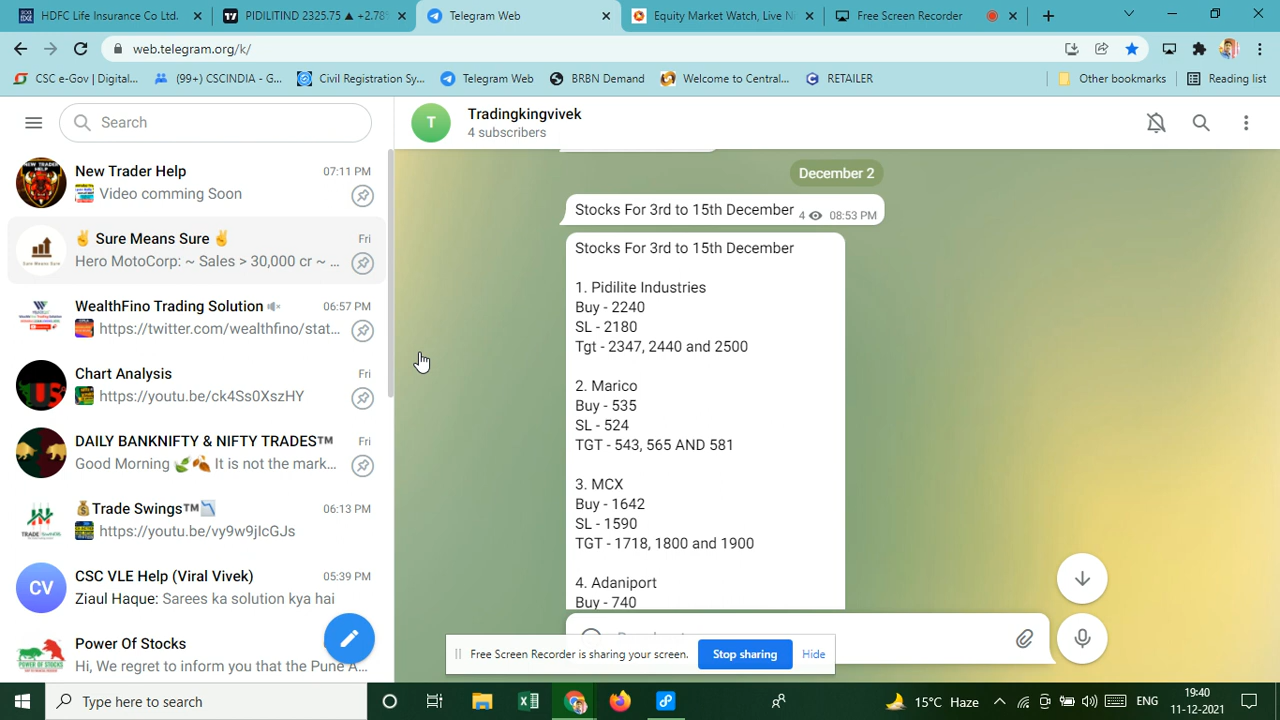 HDFC Life Insurance Co Ltd.
PIDILITIND 2325.75 ▲ +2.78
Telegram Web
Equity Market Watch, Live N
Free Screen Recorder
web.telegram.org/k/
CSC e-Gov | Digital...
(99+) CSCINDIA - G...
Civil Registration Sy...
Telegram Web
BRBN Demand
Welcome to Central...
RETAILER
Other bookmarks
Reading list
Search
New Trader Help
07:11 PM
Video comming Soon
✌ Sure Means Sure ✌
Fri
Hero MotoCorp: ~ Sales > 30,000 cr ~ ...
WealthFino Trading Solution
06:57 PM
https://twitter.com/wealthfino/stat...
Chart Analysis
Fri
https://youtu.be/ck4Ss0XszHY
DAILY BANKNIFTY & NIFTY TRADES™
Fri
Good Morning 🍃🍂 It is not the mark...
💰Trade Swings™📉
06:13 PM
https://youtu.be/vy9w9jIcGJs
CV
CSC VLE Help (Viral Vivek)
05:39 PM
Ziaul Haque: Sarees ka solution kya hai
Power Of Stocks
Hi, We regret to inform you that the Pune A...
T
Tradingkingvivek
4 subscribers
December 2
Stocks For 3rd to 15th December
4 08:53 PM
Stocks For 3rd to 15th December
1. Pidilite Industries
Buy - 2240
SL - 2180
Tgt - 2347, 2440 and 2500
2. Marico
Buy - 535
SL - 524
TGT - 543, 565 AND 581
3. MCX
Buy - 1642
SL - 1590
TGT - 1718, 1800 and 1900
4. Adaniport
Buy - 740
Free Screen Recorder is sharing your screen.
Stop sharing
Hide
Type here to search
15°C Haze
ENG
19:40
11-12-2021